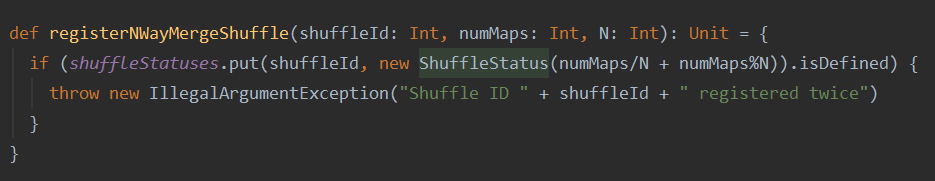 def registerNWayMergeShuffle(shuffleId: Int, numMaps: Int, N: Int): Unit = {
if (shuffleStatuses.put(shuffleId, new ShuffleStatus(numMaps/N + numMaps%N)).isDefined) {
throw new IllegalArgumentException("Shuffle ID " + shuffleId + " registered twice")
}
}